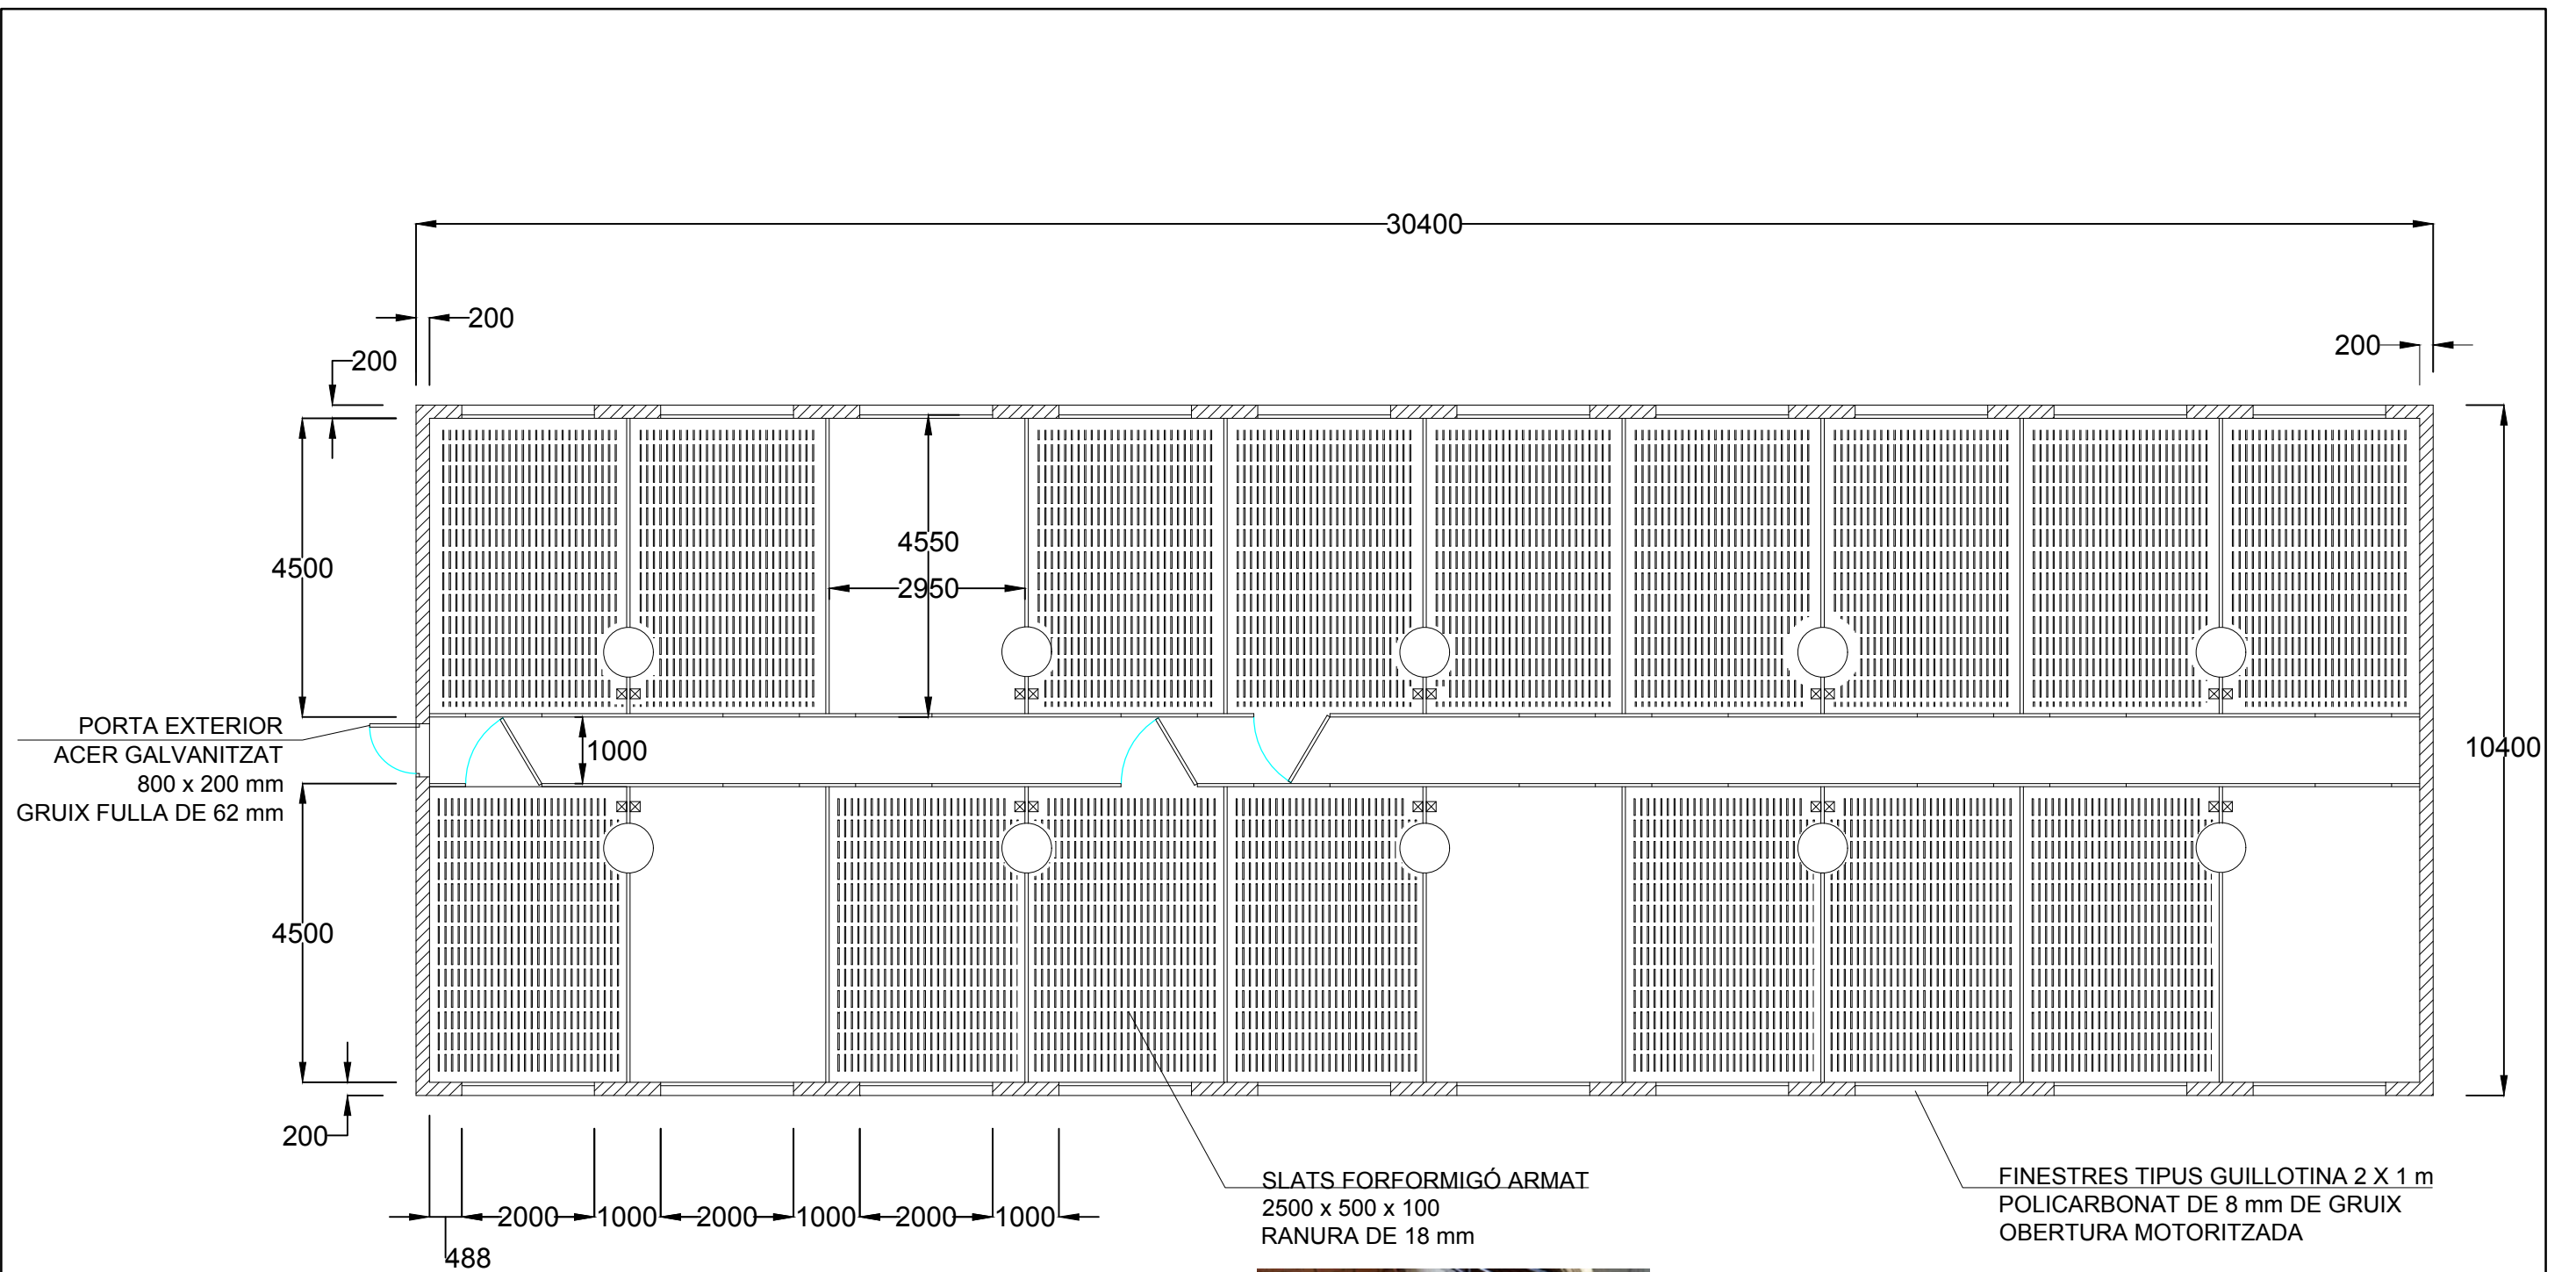 30400
200
200
200
4500
4550
2950
PORTA EXTERIOR
ACER GALVANITZAT
800 x 200 mm
GRUIX FULLA DE 62 mm
1000
10400
4500
200
SLATS FORFORMIGÓ ARMAT
2500 x 500 x 100
RANURA DE 18 mm
FINESTRES TIPUS GUILLOTINA 2 X 1 m
POLICARBONAT DE 8 mm DE GRUIX
OBERTURA MOTORITZADA
2000 1000 2000 1000 2000 1000
488